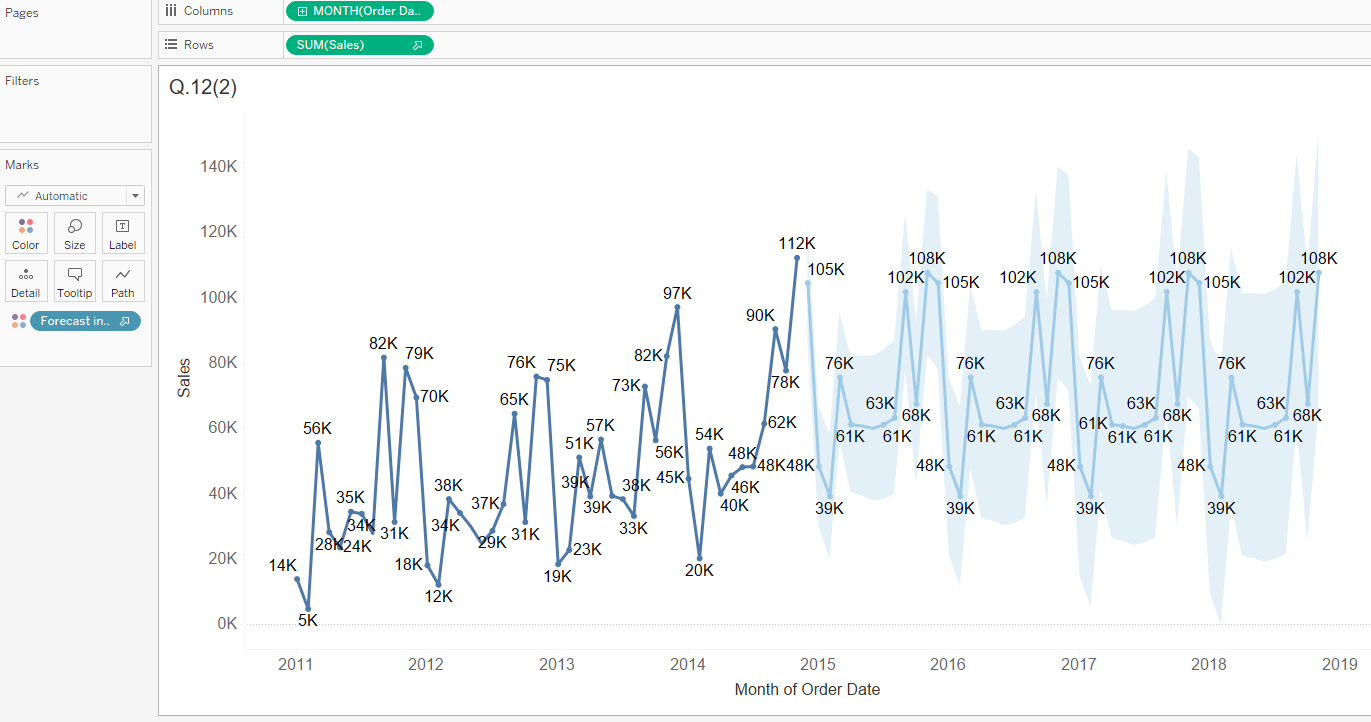 Pages
Columns
MONTH(Order Da..
Rows
SUM(Sales)
Filters
Marks
Automatic
Color
Size
Label
Detail
Tooltip
Path
Forecast in..
Q.12(2)
Sales
140K
120K
100K
80K
60K
40K
20K
0K
14K
5K
56K
28K
24K
35K
34K
82K
31K
79K
70K
18K
12K
38K
34K
29K
37K
65K
31K
76K
75K
19K
23K
51K
39K
57K
39K
38K
33K
73K
56K
82K
97K
45K
20K
54K
40K
46K
48K
48K
62K
90K
78K
112K
105K
48K
39K
76K
61K
61K
63K
102K
68K
108K
105K
48K
39K
76K
61K
61K
63K
102K
68K
108K
105K
48K
39K
76K
61K
61K
61K
63K
102K
68K
108K
105K
48K
39K
76K
61K
61K
63K
102K
68K
108K
2011
2012
2013
2014
2015
2016
2017
2018
2019
Month of Order Date